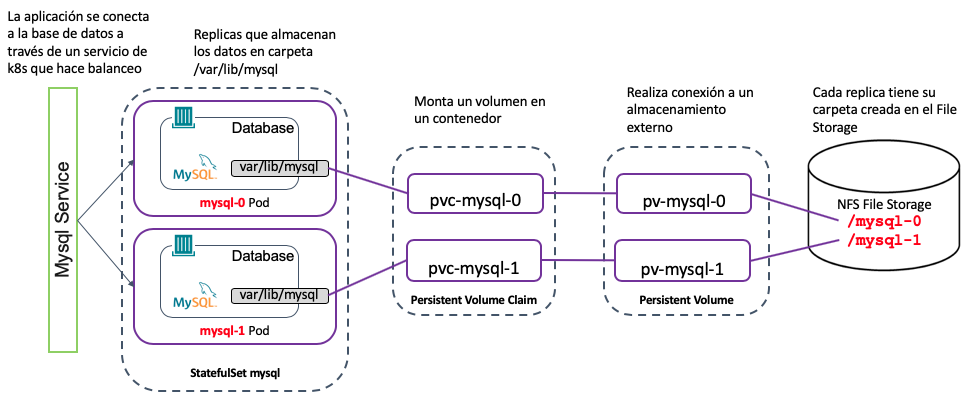 La aplicación se conecta
a la base de datos a
través de un servicio de
k8s que hace balanceo
Replicas que almacenan
los datos en carpeta
/var/lib/mysql
Monta un volumen en
un contenedor
Realiza conexión a un
almacenamiento
externo
Cada replica tiene su
carpeta creada en el File
Storage
Mysql Service
Database
MySQL
var/lib/mysql
mysql-0 Pod
Database
MySQL
var/lib/mysql
mysql-1 Pod
StatefulSet mysql
pvc-mysql-0
pvc-mysql-1
Persistent Volume Claim
pv-mysql-0
pv-mysql-1
Persistent Volume
NFS File Storage
/mysql-0
/mysql-1